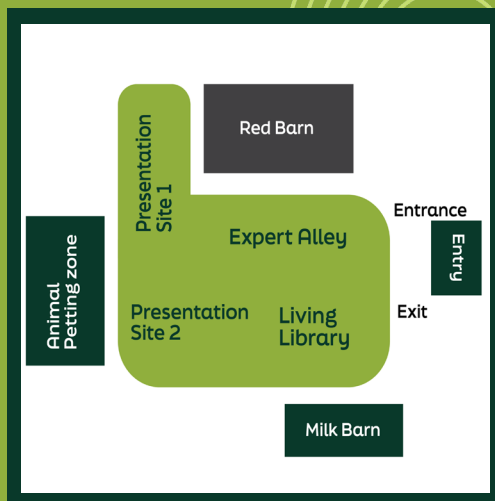 Red Barn
Presentation
Site 1
Entrance
Expert Alley
Entry
Animal
Petting zone
Presentation
Site 2
Living
Library
Exit
Milk Barn